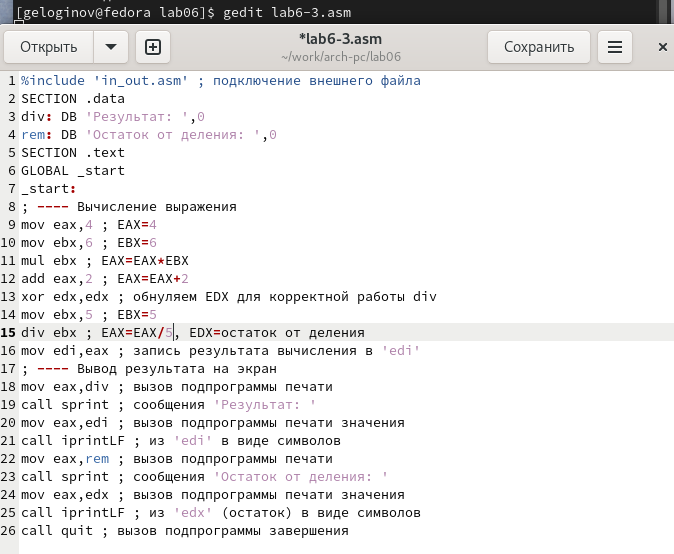 [geloginov@fedora lab06]$ gedit lab6-3.asm
Открыть
*lab6-3.asm
~/work/arch-pc/lab06
Сохранить
1 %include 'in_out.asm' ; подключение внешнего файла
2 SECTION .data
3 div: DB 'Результат: ',0
4 rem: DB 'Остаток от деления: ',0
5 SECTION .text
6 GLOBAL _start
7 _start:
8 ; ---- Вычисление выражения
9 mov eax,4 ; EAX=4
10 mov ebx,6 ; EBX=6
11 mul ebx ; EAX=EAX*EBX
12 add eax,2 ; EAX=EAX+2
13 xor edx,edx ; обнуляем EDX для корректной работы div
14 mov ebx,5 ; EBX=5
15 div ebx ; EAX=EAX/5, EDX=остаток от деления
16 mov edi,eax ; запись результата вычисления в 'edi'
17 ; ---- Вывод результата на экран
18 mov eax,div ; вызов подпрограммы печати
19 call sprint ; сообщения 'Результат: '
20 mov eax,edi ; вызов подпрограммы печати значения
21 call iprintLF ; из 'edi' в виде символов
22 mov eax,rem ; вызов подпрограммы печати
23 call sprint ; сообщения 'Остаток от деления: '
24 mov eax,edx ; вызов подпрограммы печати значения
25 call iprintLF ; из 'edx' (остаток) в виде символов
26 call quit ; вызов подпрограммы завершения